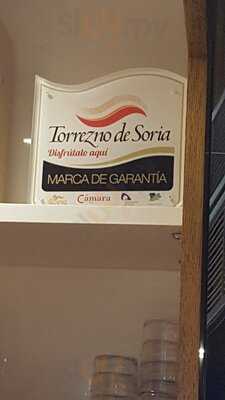 Torrezno de Soria
Disfrútalo aquí
MARCA DE GARANTÍA
Cámara